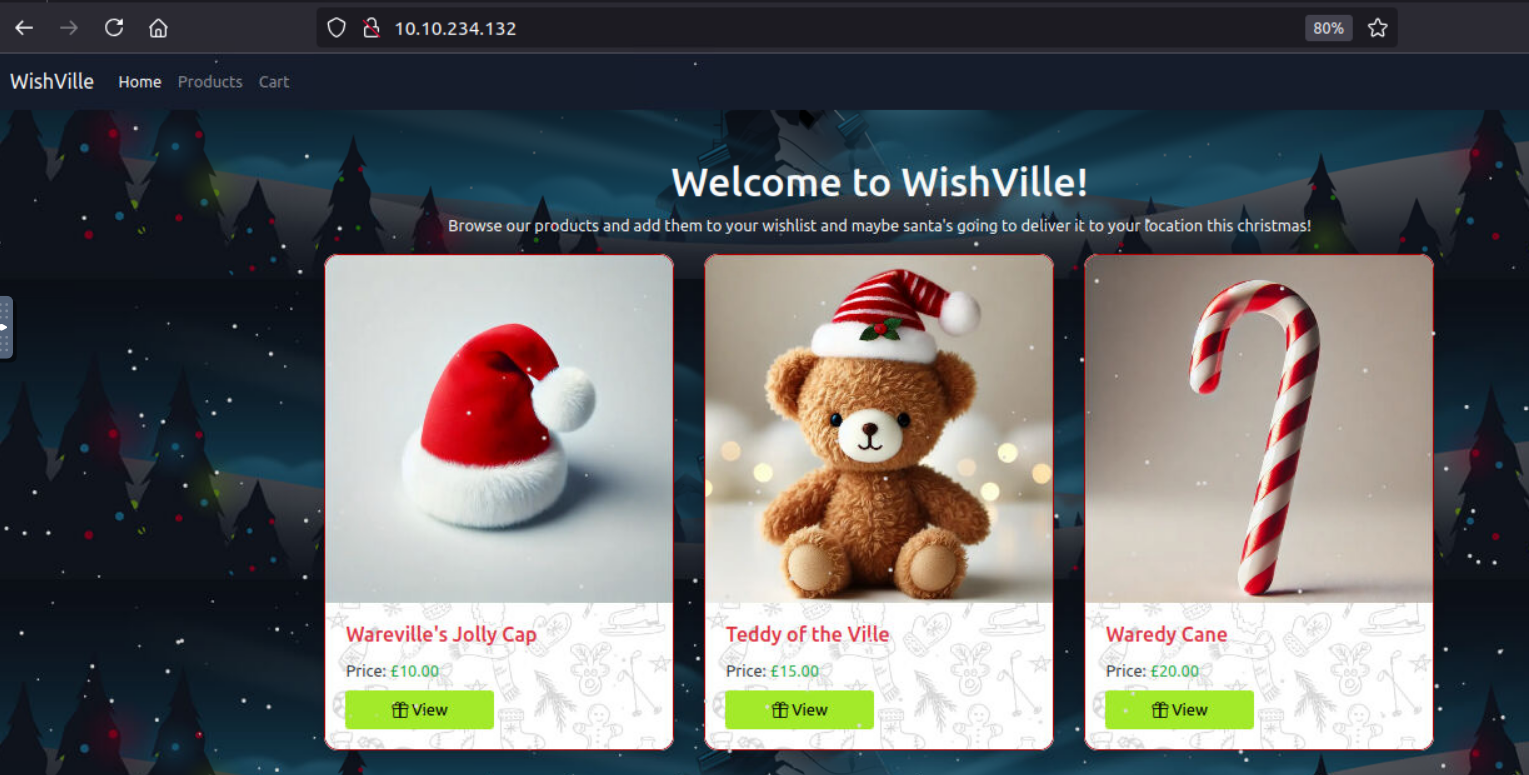 10.10.234.132
80%
WishVille Home Products Cart
Welcome to WishVille!
Browse our products and add them to your wishlist and maybe santa's going to deliver it to your location this christmas!
Wareville's Jolly Cap
Price: £10.00
View
Teddy of the Ville
Price: £15.00
View
Waredy Cane
Price: £20.00
View